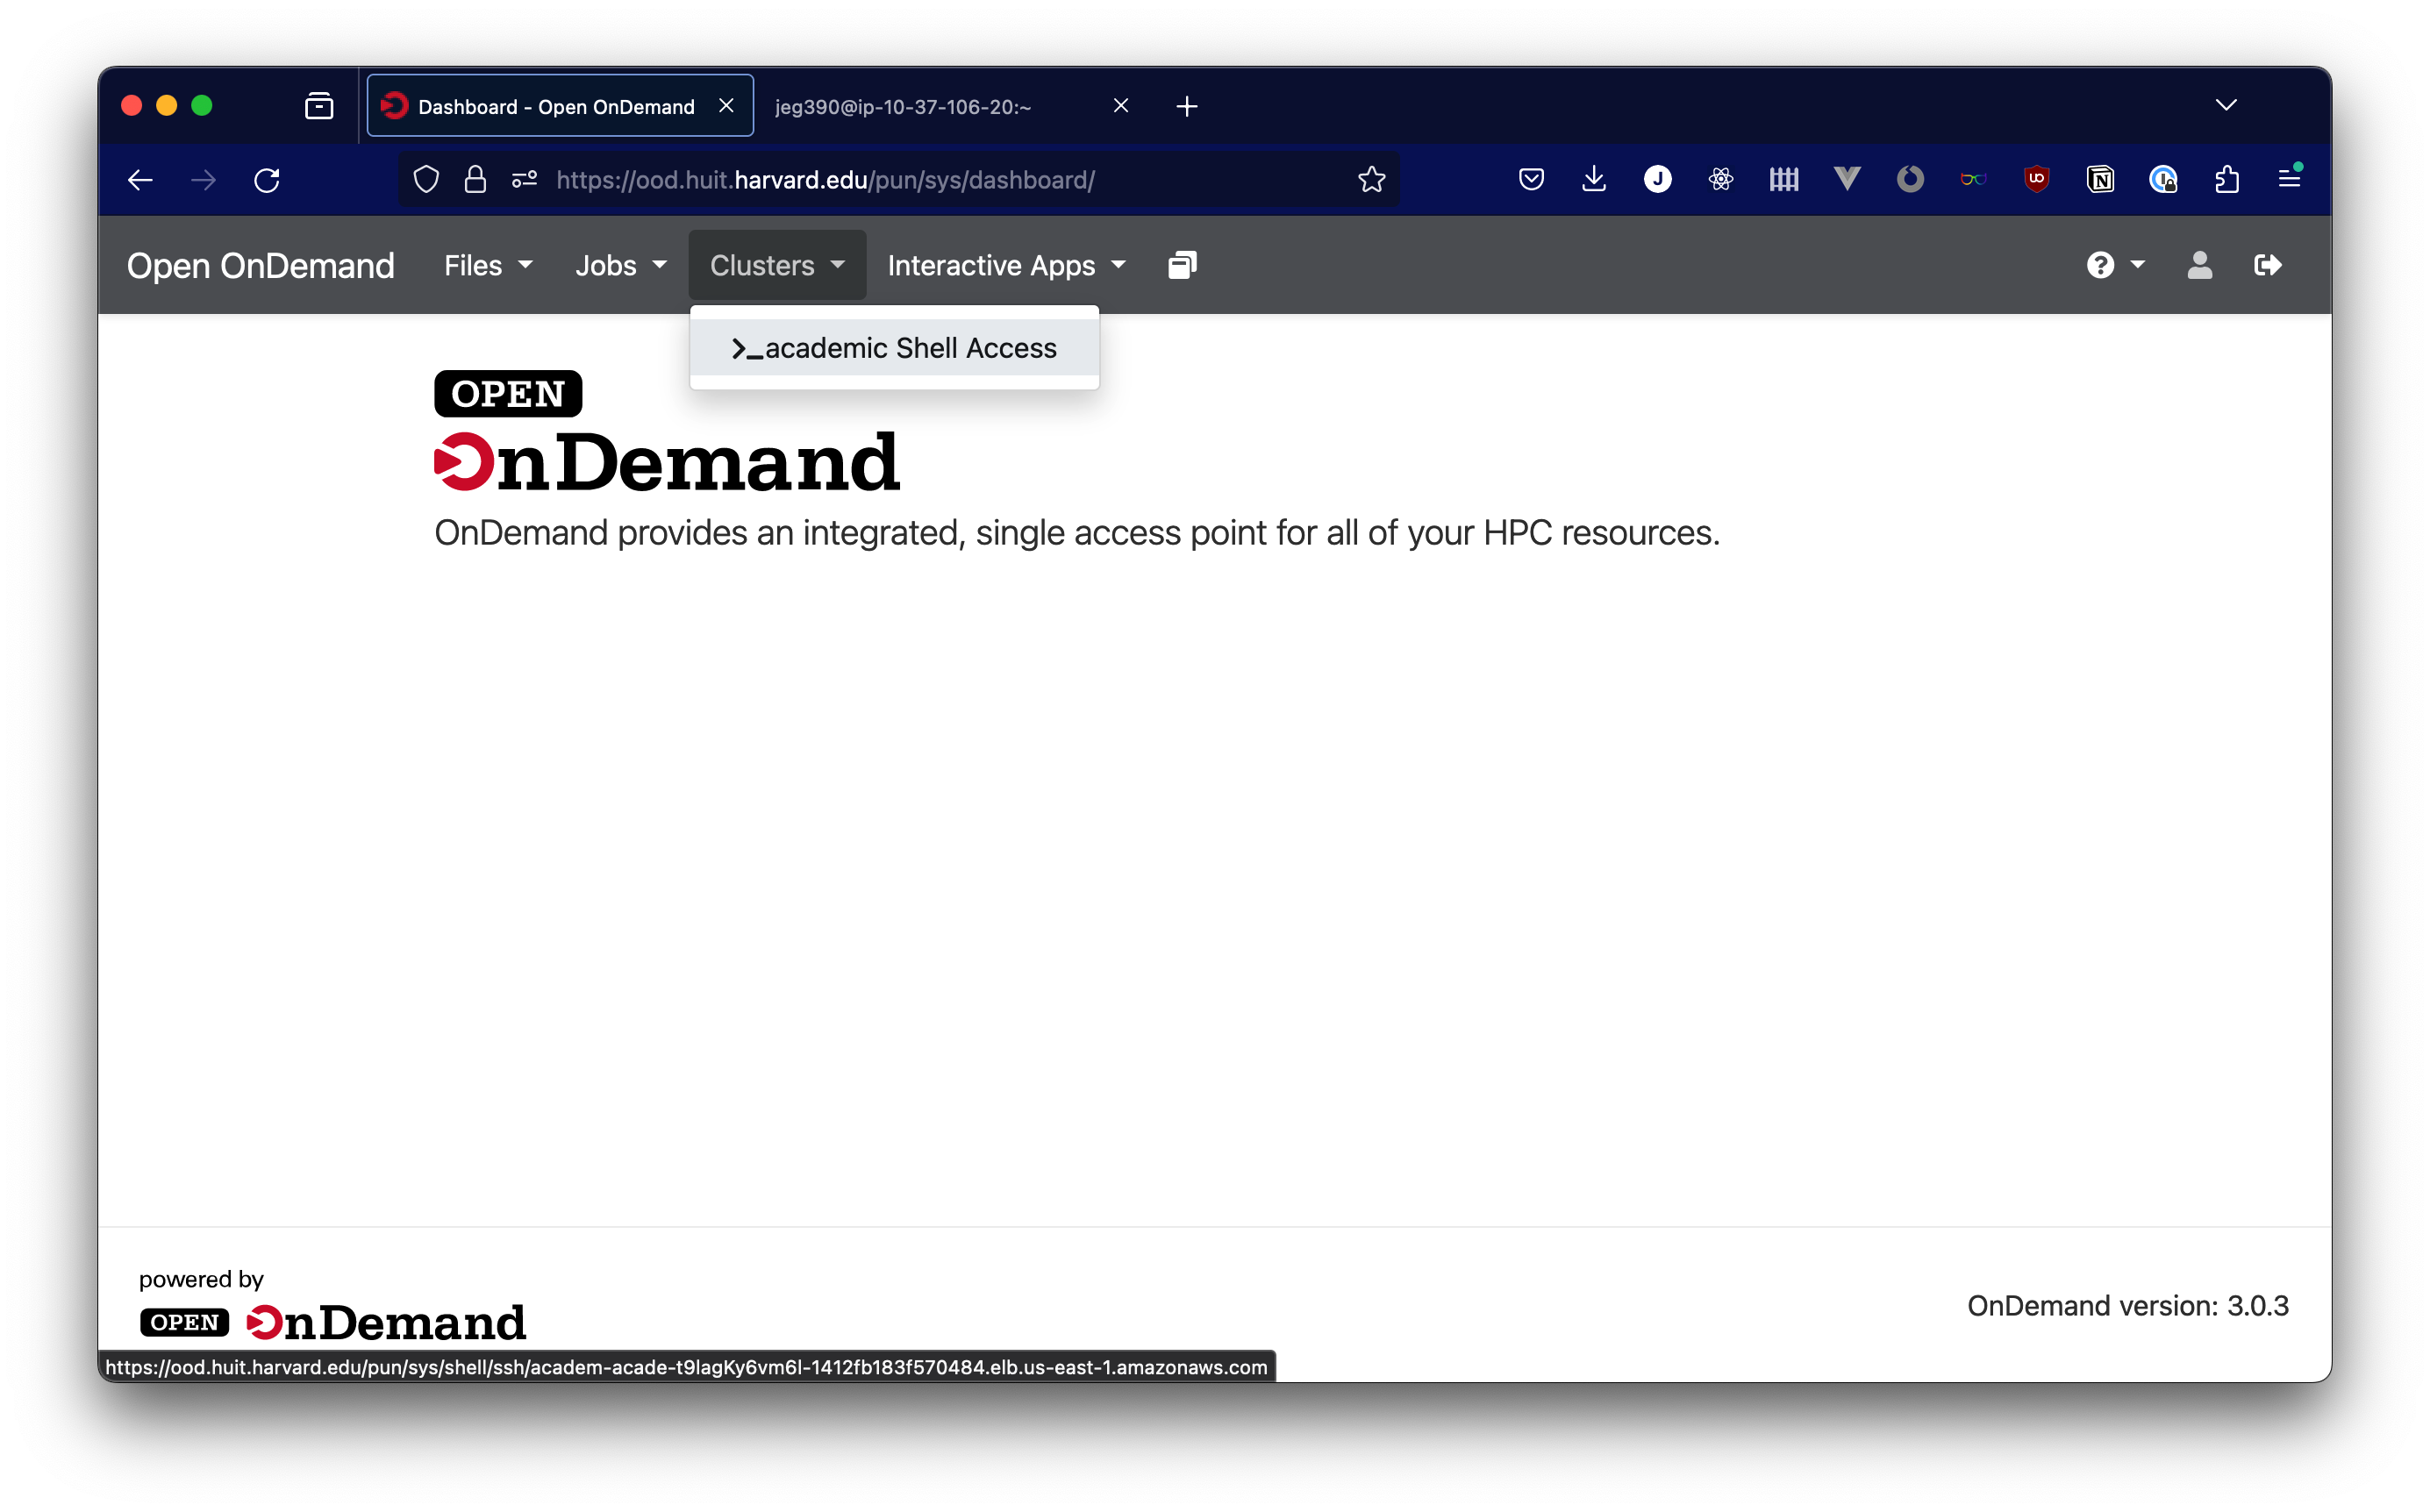 Dashboard - Open OnDemand
jeg390@ip-10-37-106-20:~
https://ood.huit.harvard.edu/pun/sys/dashboard/
Open OnDemand Files Jobs Clusters Interactive Apps
>_academic Shell Access
OPEN
OnDemand
OnDemand provides an integrated, single access point for all of your HPC resources.
powered by
OPEN OnDemand
OnDemand version: 3.0.3
https://ood.huit.harvard.edu/pun/sys/shell/ssh/academ-acade-t9lagKy6vm6l-1412fb183f570484.elb.us-east-1.amazonaws.com